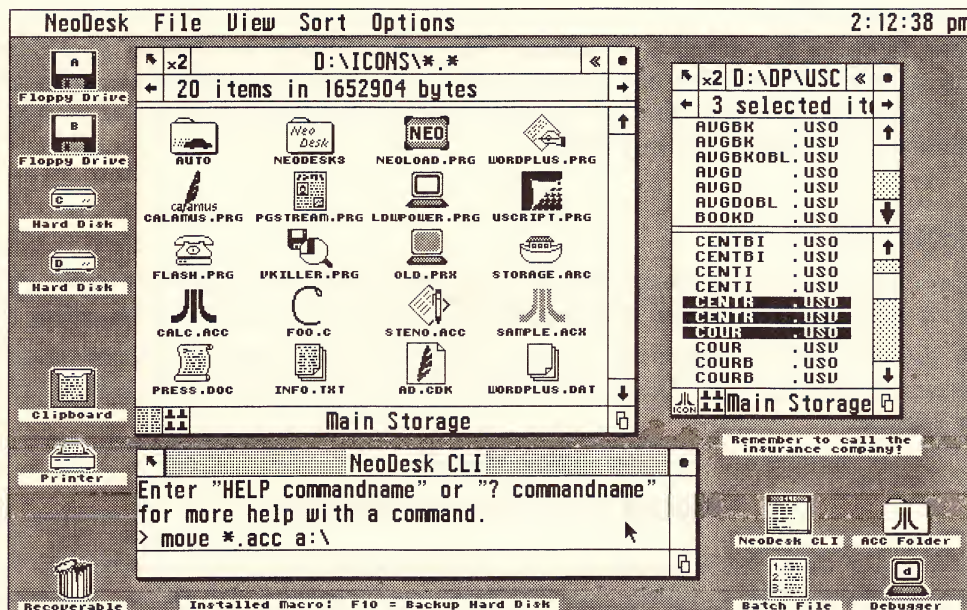 NeoDesk File View Sort Options 2:12:38 pm
A
Floppy Drive
B
Floppy Drive
C
Hard Disk
D
Hard Disk
Clipboard
Printer
Recoverable
x2 D:\ICONS\*.*
20 items in 1652904 bytes
AUTO
Neo Desk
NEODESK3
NEO
NEOLOAD.PRG
WORDPLUS.PRG
calamus
CALAMUS.PRG
PGSTREAM.PRG
LDWPOWER.PRG
USCRIPT.PRG
FLASH.PRG
VKILLER.PRG
OLD.PRX
STORAGE.ARC
CALC.ACC
FOO.C
STENO.ACC
SAMPLE.ACX
PRESS.DOC
INFO.TXT
AD.CDK
WORDPLUS.DAT
Main Storage
NeoDesk CLI
Enter "HELP commandname" or "? commandname"
for more help with a command.
> move *.acc a:\
Installed Macro: F10 = Backup Hard Disk
x2 D:\DP\USC
3 selected ite
AVGBK .USO
AVGBK .USV
AVGBKOBL.USV
AVGD .USO
AVGD .USV
AVGDOBL .USV
BOOKD .USO
CENTBI .USO
CENTBI .USV
CENTI .USO
CENTI .USV
CENTR .USO
CENTR .USV
COUR .USO
COUR .USV
COURB .USO
COURB .USV
ICON
Main Storage
Remember to call the
insurance company!
NeoDesk CLI
ACC Folder
Batch File
d
Debugger